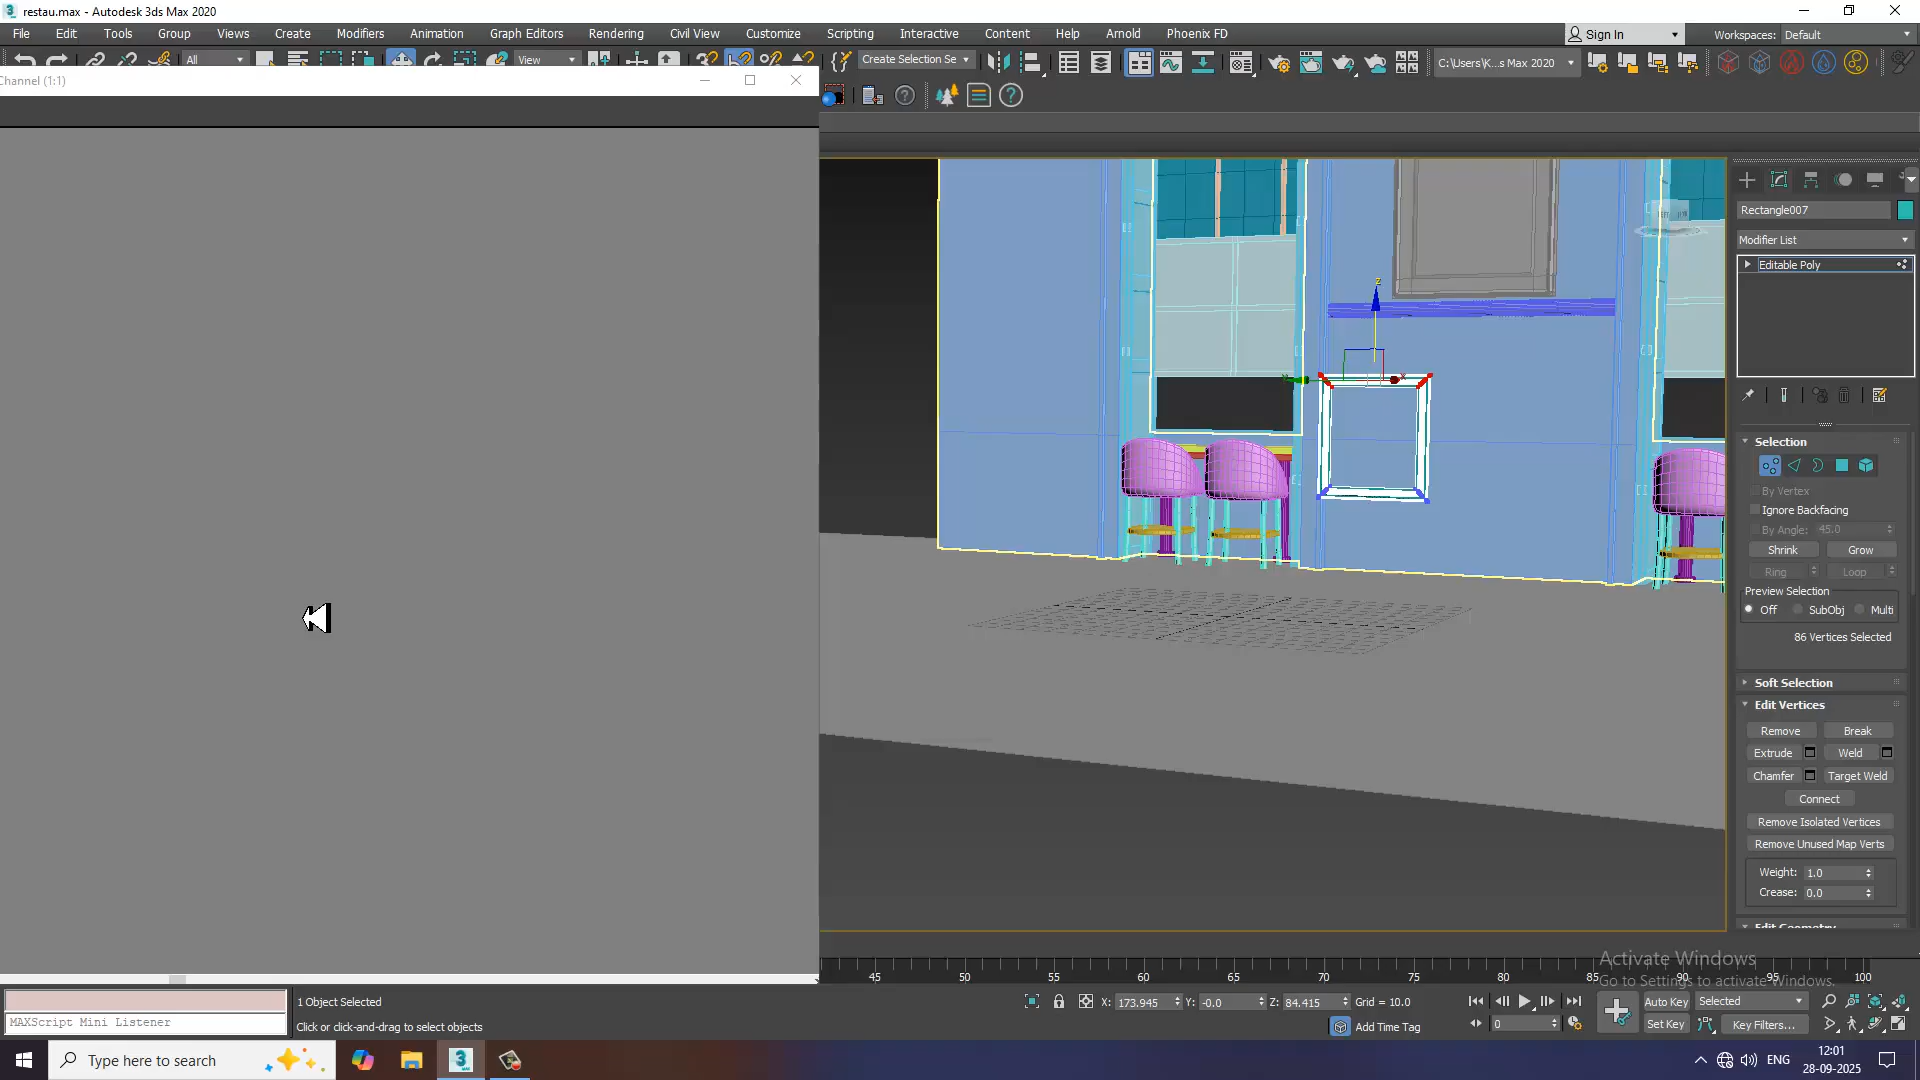 restau.max - Autodesk 3ds Max 2020
File Edit Tools Group Views Create Modifiers Animation Graph Editors Rendering Civil View Customize Scripting Interactive Content Help Arnold Phoenix FD
Sign In
Workspaces: Default
All
View
Create Selection Se
C:\Users\K...s Max 2020
Channel (1:1)
Rectangle007
Modifier List
Editable Poly
Selection
By Vertex
Ignore Backfacing
By Angle: 45.0
Shrink Grow
Ring Loop
Preview Selection
Off SubObj Multi
86 Vertices Selected
Soft Selection
Edit Vertices
Remove Break
Extrude Weld
Chamfer Target Weld
Connect
Remove Isolated Vertices
Remove Unused Map Verts
Weight: 1.0
Crease: 0.0
Edit Geometry
z
x
Activate Windows
Go to Settings to activate Windows.
45 50 55 60 65 70 75 80 85 90 95 100
1 Object Selected
Click or click-and-drag to select objects
MAXScript Mini Listener
X: 173.945 Y: -0.0 Z: 84.415 Grid = 10.0
Add Time Tag
0
Auto Key Selected
Set Key Key Filters...
Type here to search
ENG
12:01
28-09-2025